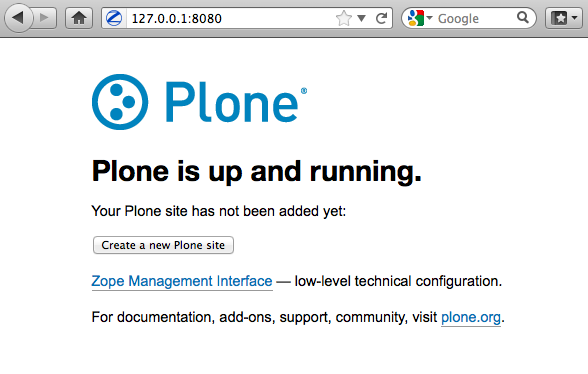 127.0.0.1:8080
Google
Plone®
Plone is up and running.
Your Plone site has not been added yet:
Create a new Plone site
Zope Management Interface — low-level technical configuration.
For documentation, add-ons, support, community, visit plone.org.